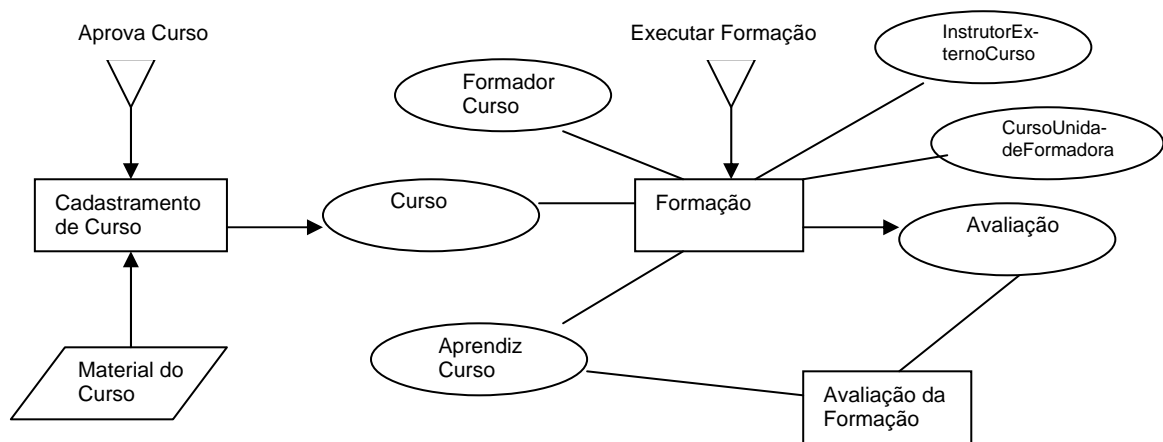 Aprova Curso
Executar Formação
InstrutorEx-
ternoCurso
Formador
Curso
CursoUnida-
deFormadora
Cadastramento
de Curso
Curso
Formação
Avaliação
Material do
Curso
Aprendiz
Curso
Avaliação da
Formação